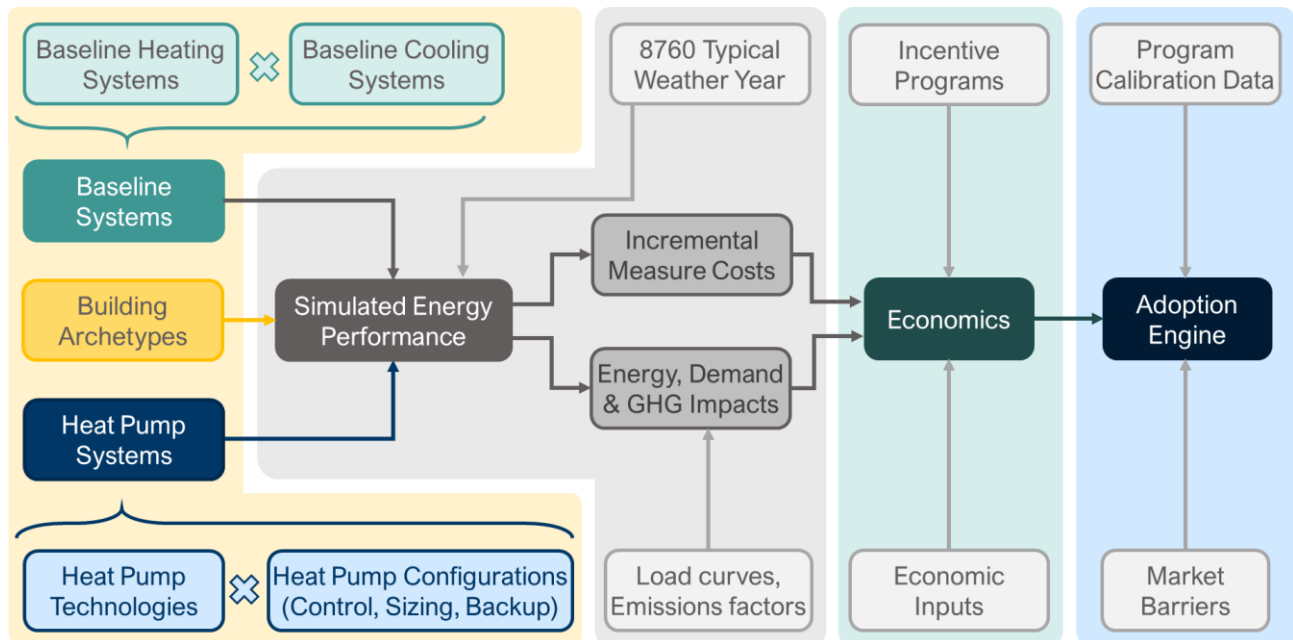 Baseline Heating
Systems
Baseline Cooling
Systems
8760 Typical
Weather Year
Incentive
Programs
Program
Calibration Data
Baseline
Systems
Incremental
Measure Costs
Building
Archetypes
Simulated Energy
Performance
Economics
Adoption
Engine
Energy, Demand
& GHG Impacts
Heat Pump
Systems
Heat Pump
Technologies
Heat Pump Configurations
(Control, Sizing, Backup)
Load curves,
Emissions factors
Economic
Inputs
Market
Barriers